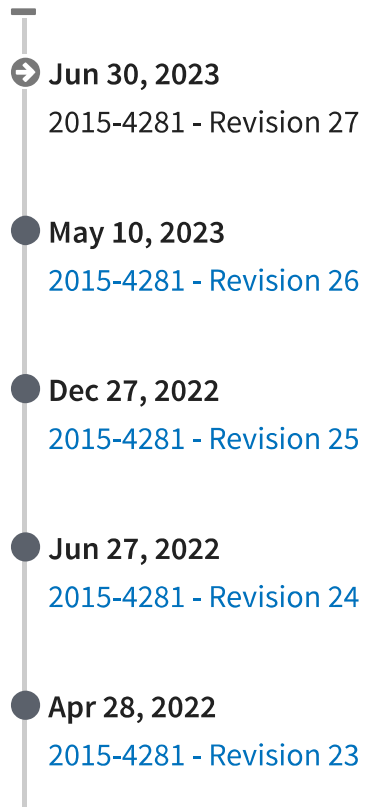 Jun 30, 2023
2015-4281 - Revision 27
May 10, 2023
2015-4281 - Revision 26
Dec 27, 2022
2015-4281 - Revision 25
Jun 27, 2022
2015-4281 - Revision 24
Apr 28, 2022
2015-4281 - Revision 23